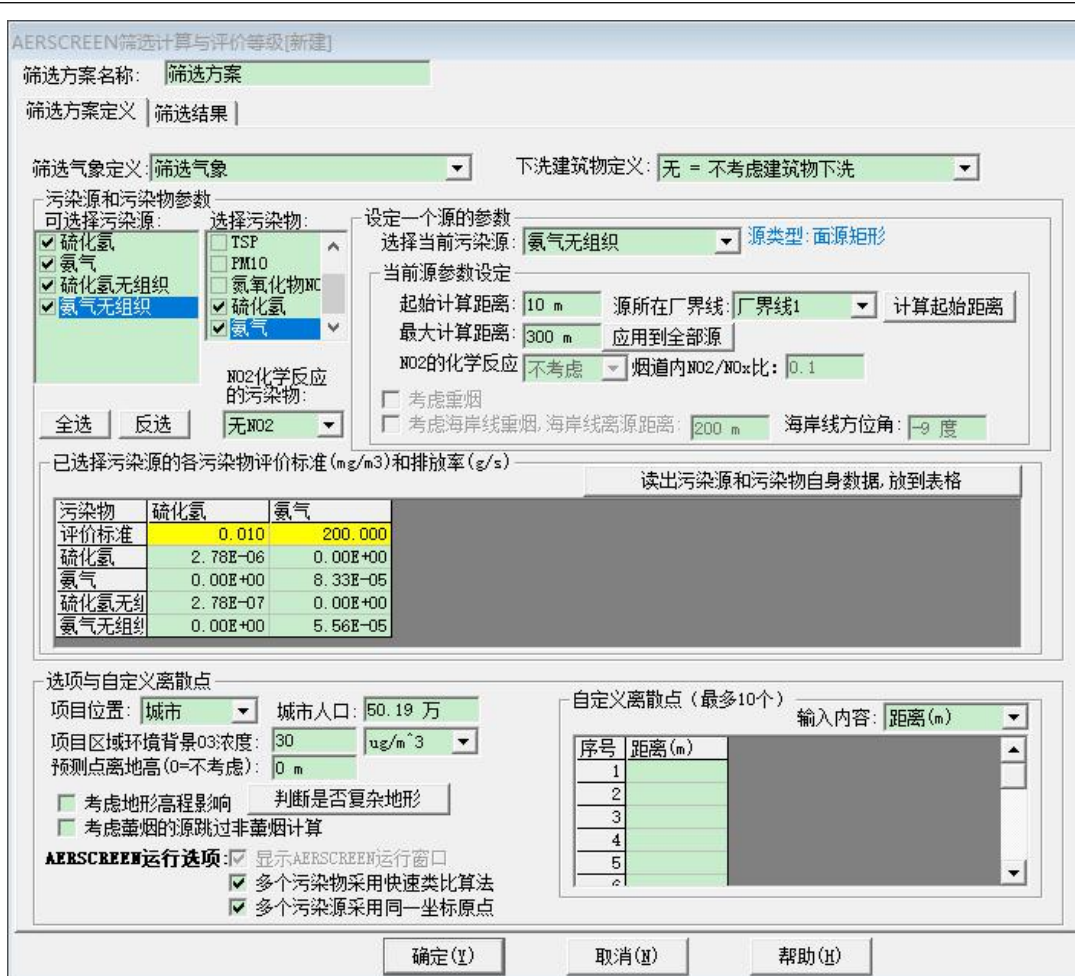 AERSCREEN筛选计算与评价等级[新建]
筛选方案名称: 筛选方案
筛选方案定义 筛选结果
筛选气象定义: 筛选气象 下洗建筑物定义: 无 = 不考虑建筑物下洗
污染源和污染物参数
可选择污染源: 选择污染物:
硫化氢
氨气
硫化氢无组织
氨气无组织
TSP
PM10
氮氧化物NO
硫化氢
氨气
NO2化学反应
的污染物:
全选 反选 无NO2
设定一个源的参数
选择当前污染源: 氨气无组织 源类型:面源矩形
当前源参数设定
起始计算距离: 10 m 源所在厂界线: 厂界线1 计算起始距离
最大计算距离: 300 m 应用到全部源
NO2的化学反应 不考虑 烟道内NO2/NOx比: 0.1
考虑重烟
考虑海岸线重烟,海岸线离源距离: 200 m 海岸线方位角: -9 度
已选择污染源的各污染物评价标准(mg/m3)和排放率(g/s)
读出污染源和污染物自身数据,放到表格
污染物 硫化氢 氨气
评价标准 0.010 200.000
硫化氢 2.78E-06 0.00E+00
氨气 0.00E+00 8.33E-05
硫化氢无组 2.78E-07 0.00E+00
氨气无组织 0.00E+00 5.56E-05
选项与自定义离散点
项目位置: 城市 城市人口: 50.19 万
项目区域环境背景O3浓度: 30 ug/m^3
预测点离地高(0=不考虑): 0 m
考虑地形高程影响 判断是否复杂地形
考虑薰烟的源跳过非薰烟计算
AERSCREEN运行选项: 显示AERSCREEN运行窗口
多个污染物采用快速类比算法
多个污染源采用同一坐标原点
自定义离散点(最多10个)
输入内容: 距离(m)
序号 距离(m)
1
2
3
4
5
6
确定(Y) 取消(N) 帮助(H)